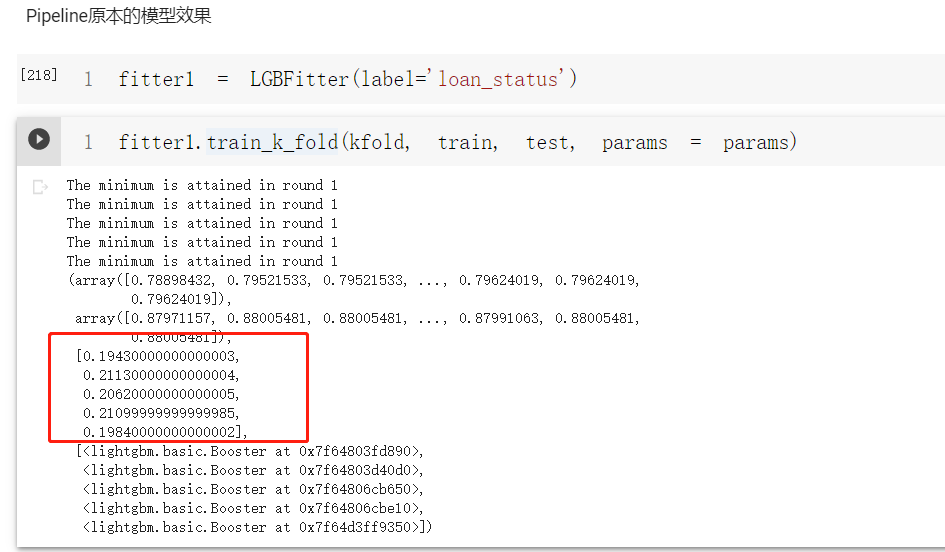 Pipeline原本的模型效果
[218]
1 fitter1 = LGBFitter(label='loan_status')
1 fitter1.train_k_fold(kfold, train, test, params = params)
The minimum is attained in round 1
The minimum is attained in round 1
The minimum is attained in round 1
The minimum is attained in round 1
The minimum is attained in round 1
(array([0.78898432, 0.79521533, 0.79521533, ..., 0.79624019, 0.79624019,
0.79624019]),
array([0.87971157, 0.88005481, 0.88005481, ..., 0.87991063, 0.88005481,
0.88005481]),
[0.19430000000000003,
0.21130000000000004,
0.20620000000000005,
0.21099999999999985,
0.19840000000000002],
[<lightgbm.basic.Booster at 0x7f64803fd890>,
<lightgbm.basic.Booster at 0x7f64803d40d0>,
<lightgbm.basic.Booster at 0x7f64806cb650>,
<lightgbm.basic.Booster at 0x7f64806cbe10>,
<lightgbm.basic.Booster at 0x7f64d3ff9350>])